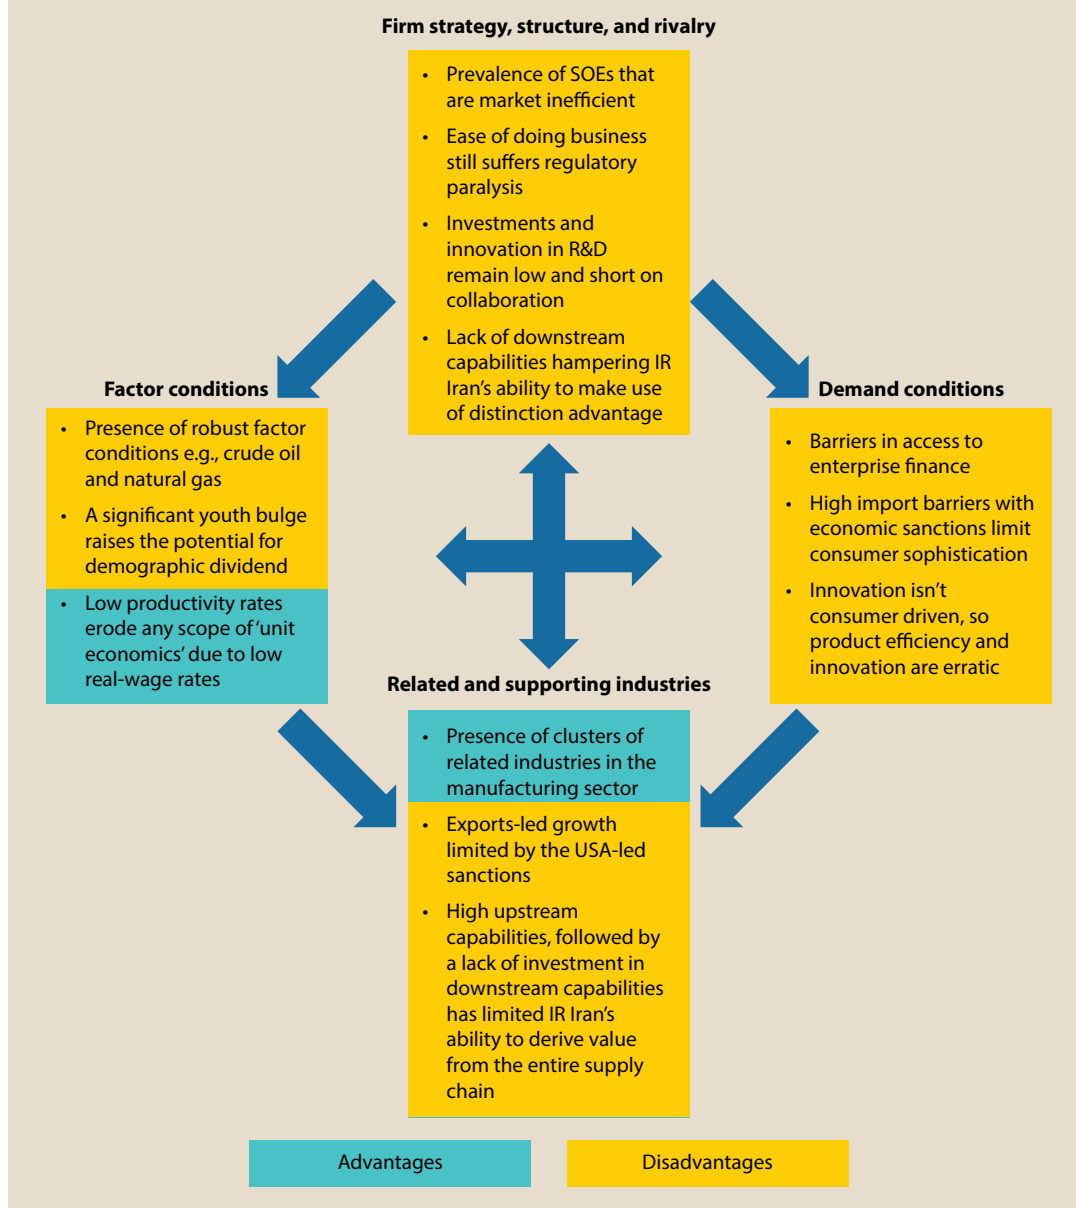 Firm strategy, structure, and rivalry
• Prevalence of SOEs that
are market inefficient
• Ease of doing business
still suffers regulatory
paralysis
• Investments and
innovation in R&D
remain low and short on
collaboration
• Lack of downstream
capabilities hampering IR
Iran’s ability to make use
of distinction advantage
Factor conditions
• Presence of robust factor
conditions e.g., crude oil
and natural gas
• A significant youth bulge
raises the potential for
demographic dividend
• Low productivity rates
erode any scope of ‘unit
economics’ due to low
real-wage rates
Demand conditions
• Barriers in access to
enterprise finance
• High import barriers with
economic sanctions limit
consumer sophistication
• Innovation isn’t
consumer driven, so
product efficiency and
innovation are erratic
Related and supporting industries
• Presence of clusters of
related industries in the
manufacturing sector
• Exports-led growth
limited by the USA-led
sanctions
• High upstream
capabilities, followed by
a lack of investment in
downstream capabilities
has limited IR Iran’s
ability to derive value
from the entire supply
chain
Advantages
Disadvantages